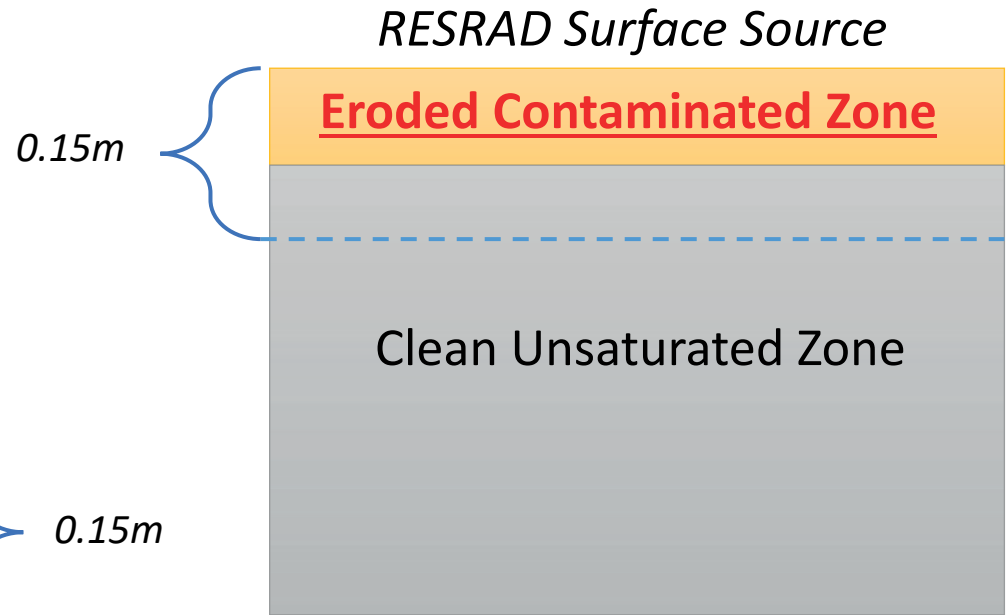 RESRAD Surface Source
Eroded Contaminated Zone
0.15m
Clean Unsaturated Zone
0.15m